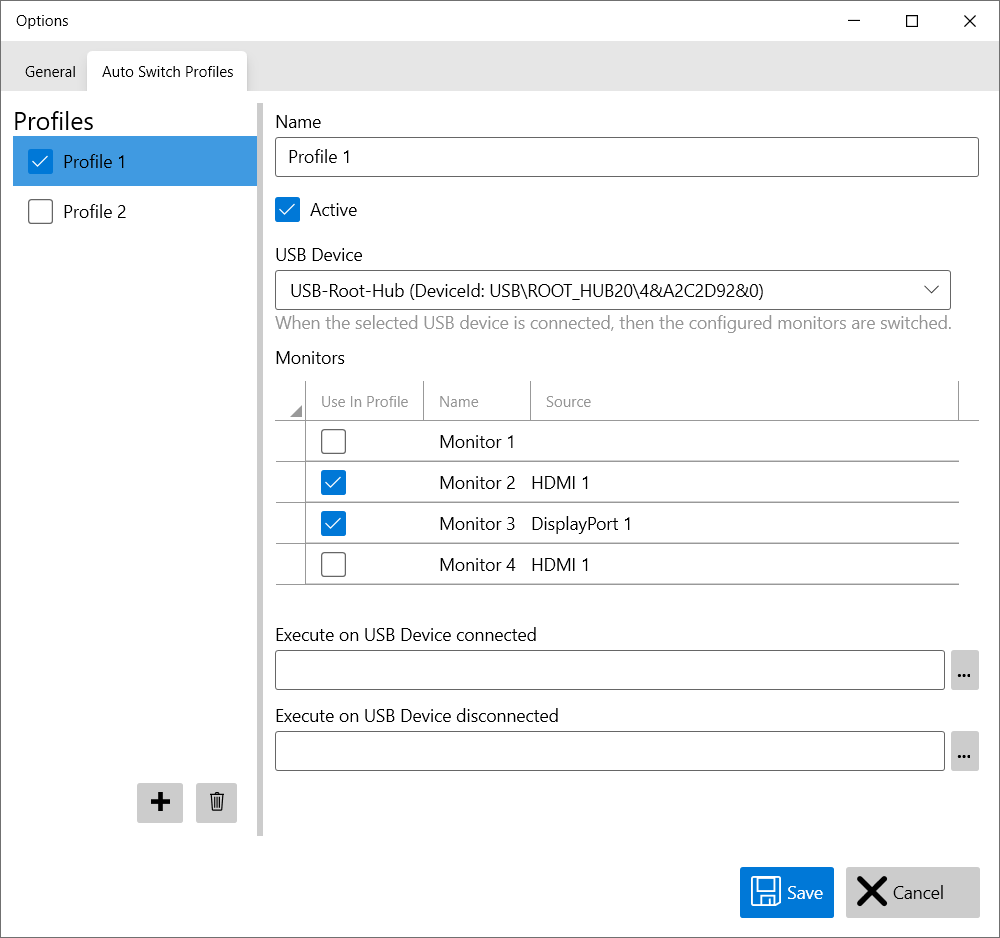 Options
General
Auto Switch Profiles
Profiles
Profile 1
Profile 2
Name
Profile 1
Active
USB Device
USB-Root-Hub (DeviceId: USB\ROOT_HUB20\4&A2C2D92&0)
When the selected USB device is connected, then the configured monitors are switched.
Monitors
Use In Profile Name Source
Monitor 1
Monitor 2 HDMI 1
Monitor 3 DisplayPort 1
Monitor 4 HDMI 1
Execute on USB Device connected
...
Execute on USB Device disconnected
...
Save
Cancel